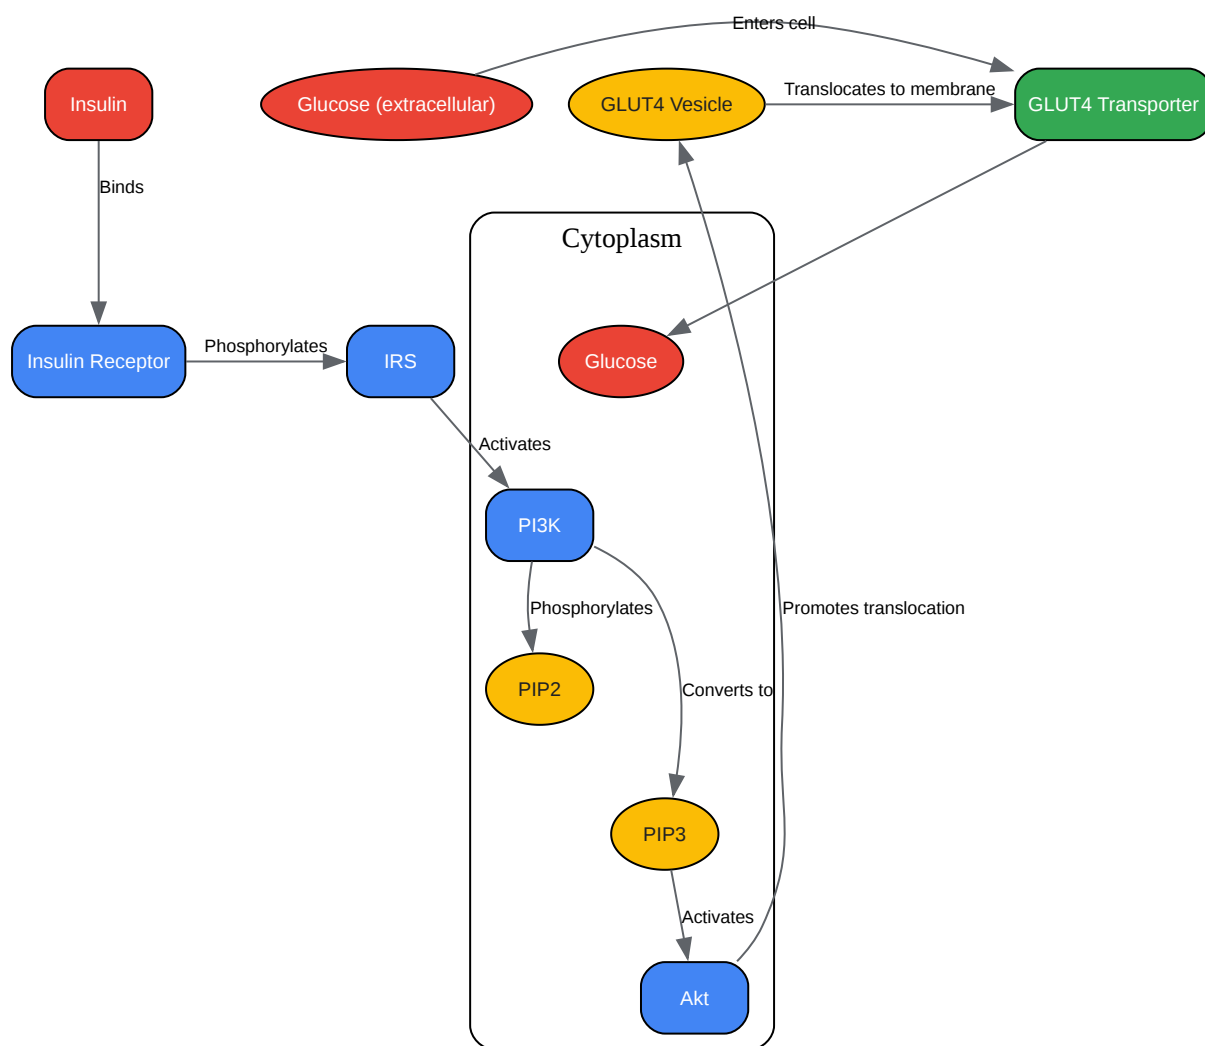 Enters cell
Insulin
Glucose (extracellular)
GLUT4 Vesicle
Translocates to membrane
GLUT4 Transporter
Binds
Cytoplasm
Insulin Receptor
Phosphorylates
IRS
Glucose
Activates
PI3K
Phosphorylates
Promotes translocation
PIP2
Converts to
PIP3
Activates
Akt